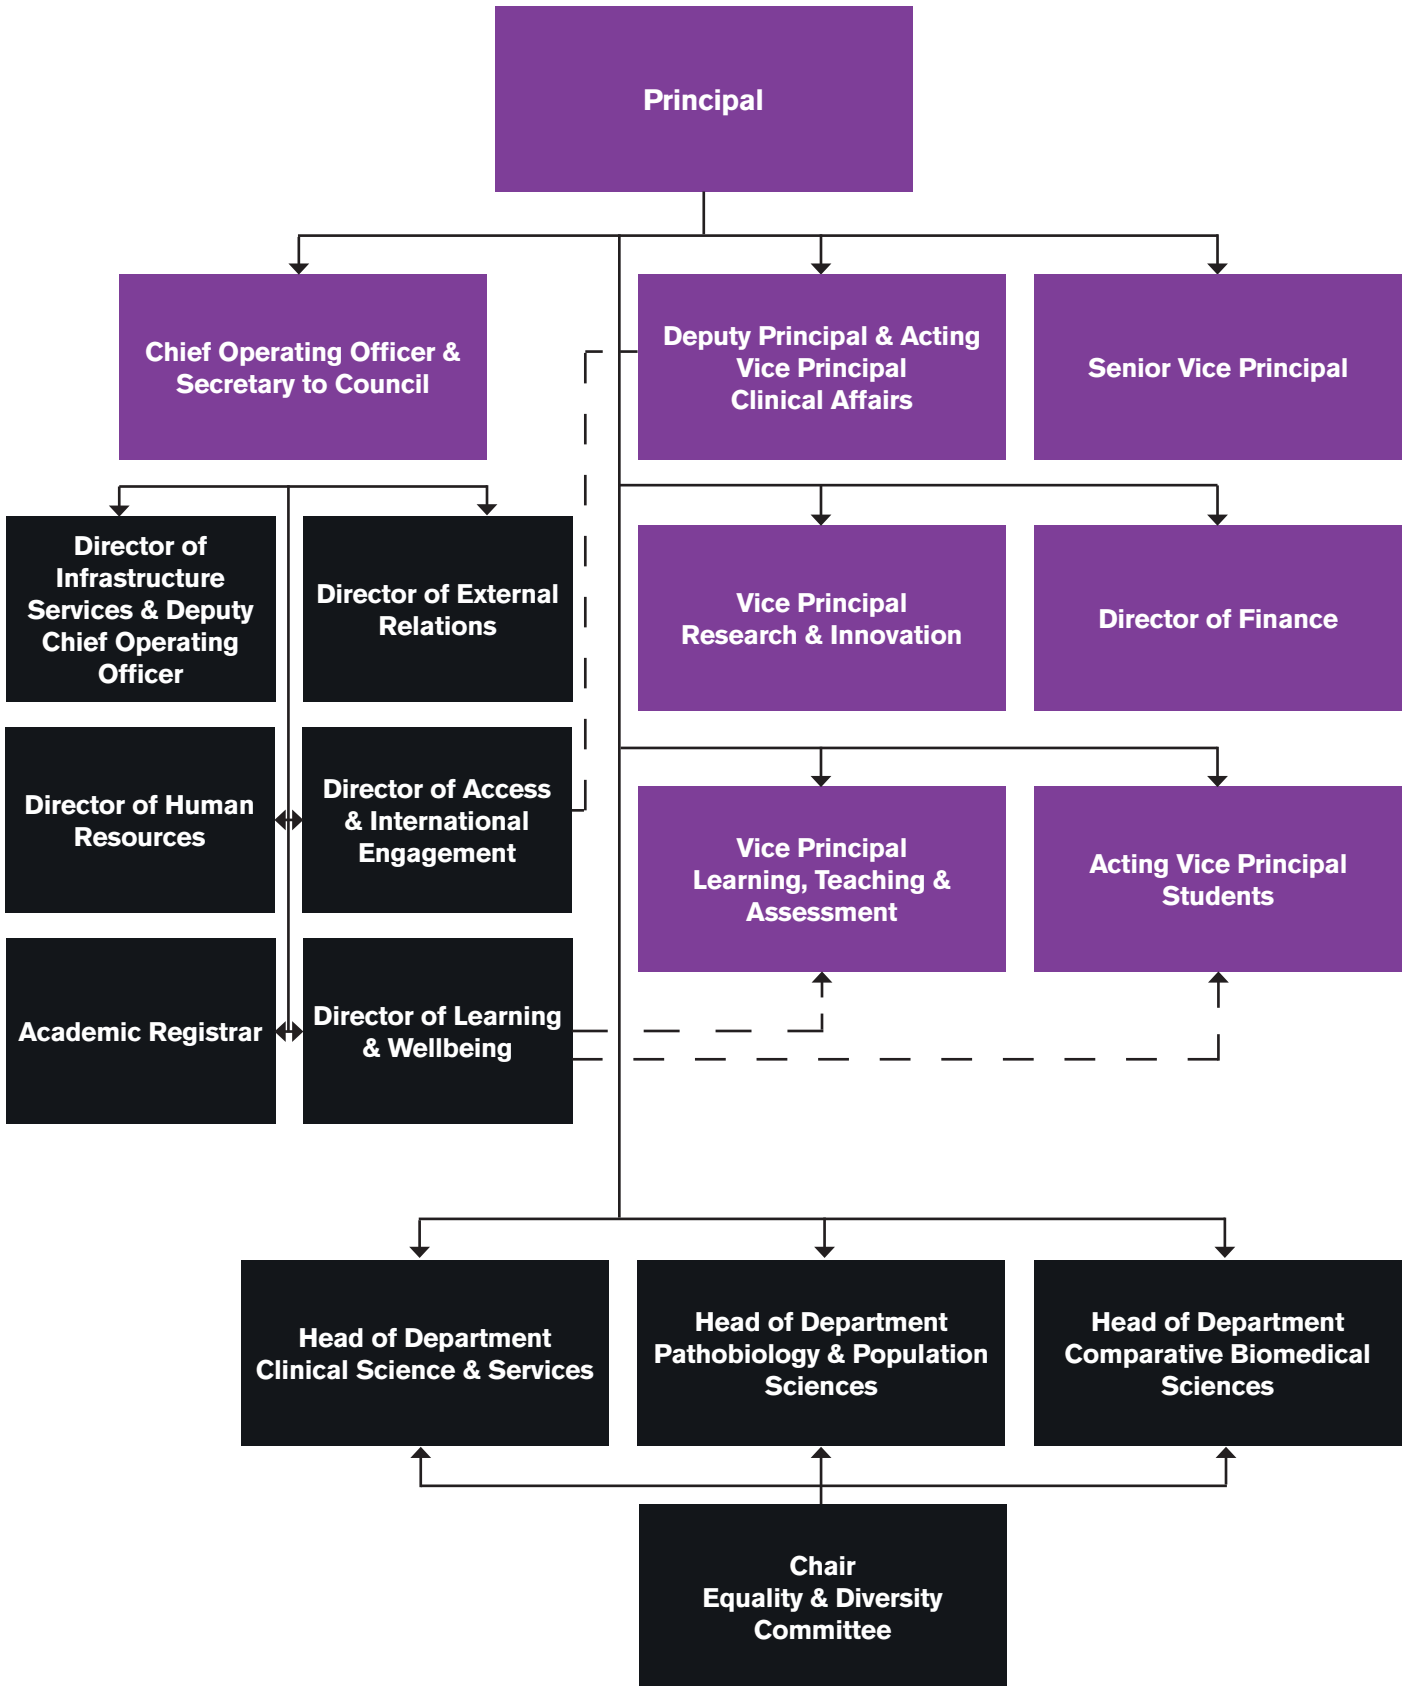 Principal
Chief Operating Officer &
Secretary to Council
Deputy Principal & Acting
Vice Principal
Clinical Affairs
Senior Vice Principal
Director of
Infrastructure
Services & Deputy
Chief Operating
Officer
Director of External
Relations
Vice Principal
Research & Innovation
Director of Finance
Director of Human
Resources
Director of Access
& International
Engagement
Vice Principal
Learning, Teaching &
Assessment
Acting Vice Principal
Students
Academic Registrar
Director of Learning
& Wellbeing
Head of Department
Clinical Science & Services
Head of Department
Pathobiology & Population
Sciences
Head of Department
Comparative Biomedical
Sciences
Chair
Equality & Diversity
Committee